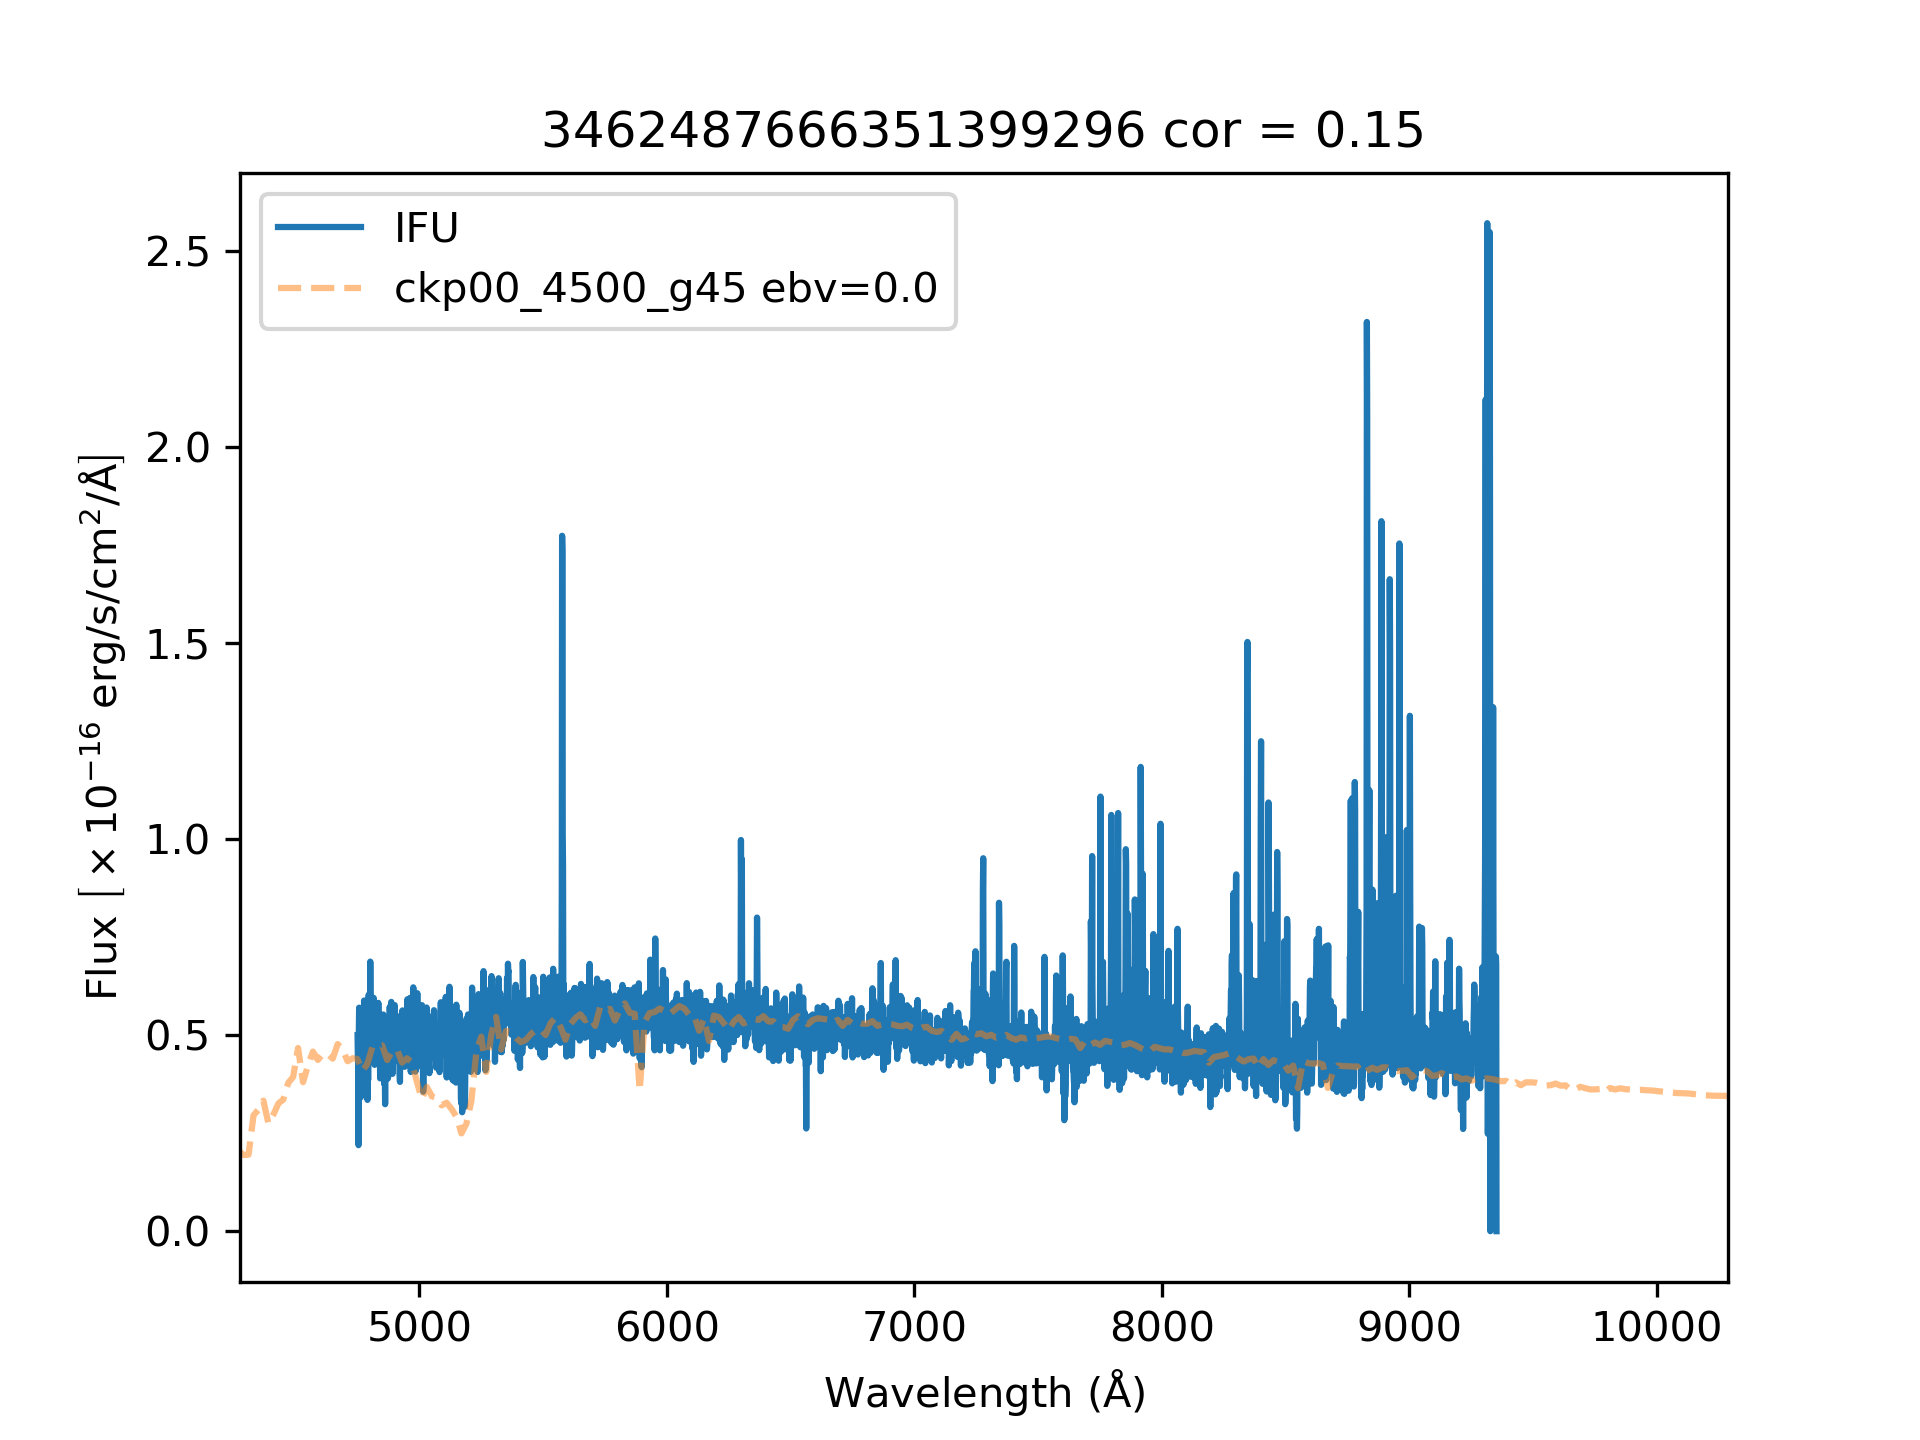 3462487666351399296 cor = 0.15
IFU
ckp00_4500_g45 ebv=0.0
Flux [×10⁻¹⁶ erg/s/cm²/Å]
2.5
2.0
1.5
1.0
0.5
0.0
5000 6000 7000 8000 9000 10000
Wavelength (Å)